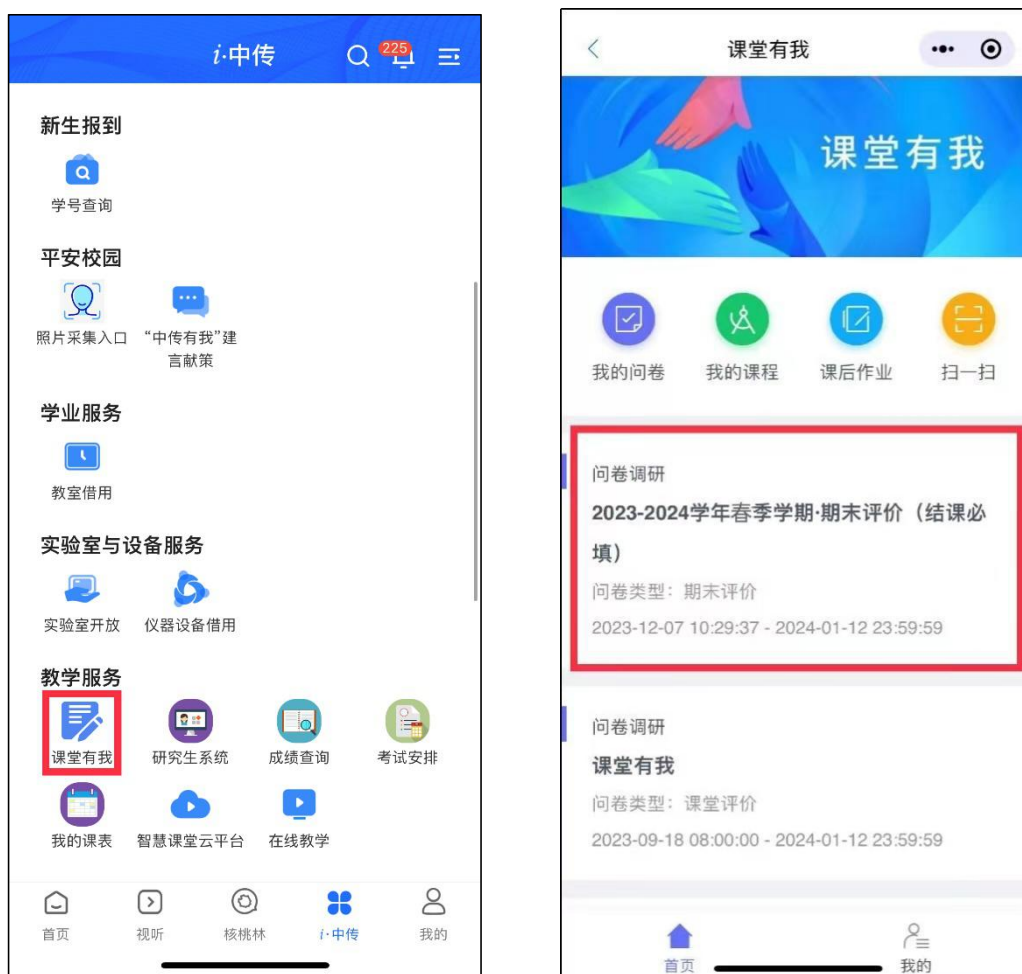 i·中传
225
新生报到
学号查询
平安校园
照片采集入口
“中传有我”建
言献策
学业服务
教室借用
实验室与设备服务
实验室开放
仪器设备借用
教学服务
课堂有我
研究生系统
成绩查询
考试安排
我的课表
智慧课堂云平台
在线教学
首页
视听
核桃林
i·中传
我的
课堂有我
课堂有我
我的问卷
我的课程
课后作业
扫一扫
问卷调研
2023-2024学年春季学期·期末评价（结课必
填）
问卷类型：期末评价
2023-12-07 10:29:37 - 2024-01-12 23:59:59
问卷调研
课堂有我
问卷类型：课堂评价
2023-09-18 08:00:00 - 2024-01-12 23:59:59
首页
我的